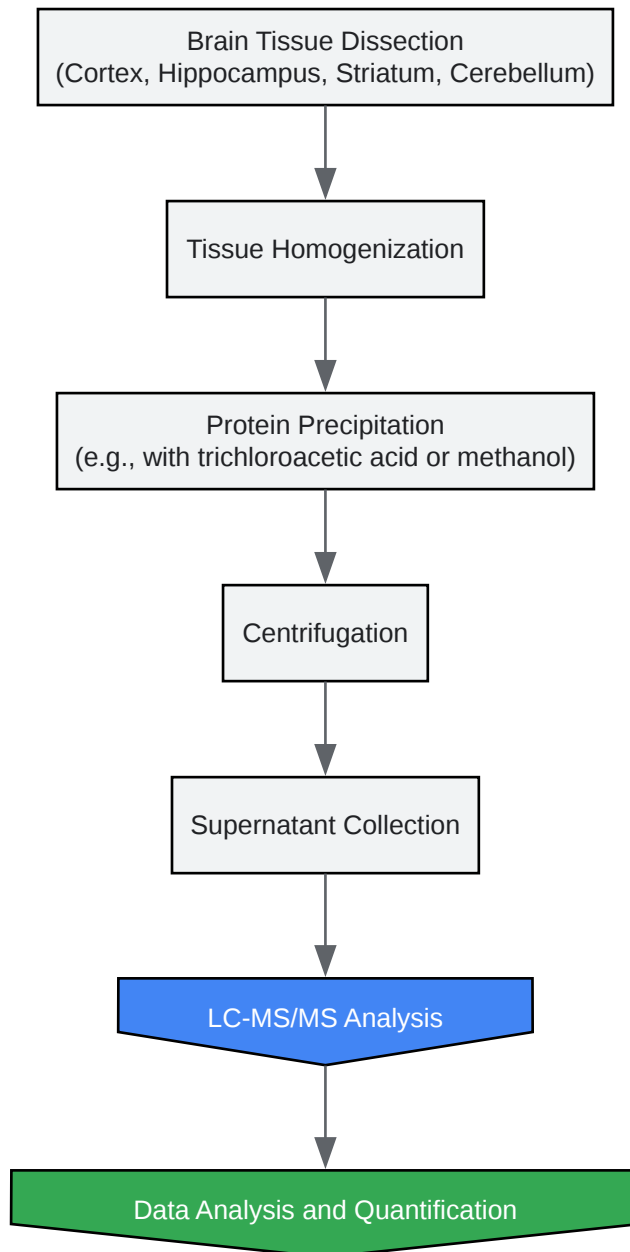 Brain Tissue Dissection
(Cortex, Hippocampus, Striatum, Cerebellum)
Tissue Homogenization
Protein Precipitation
(e.g., with trichloroacetic acid or methanol)
Centrifugation
Supernatant Collection
LC-MS/MS Analysis
Data Analysis and Quantification